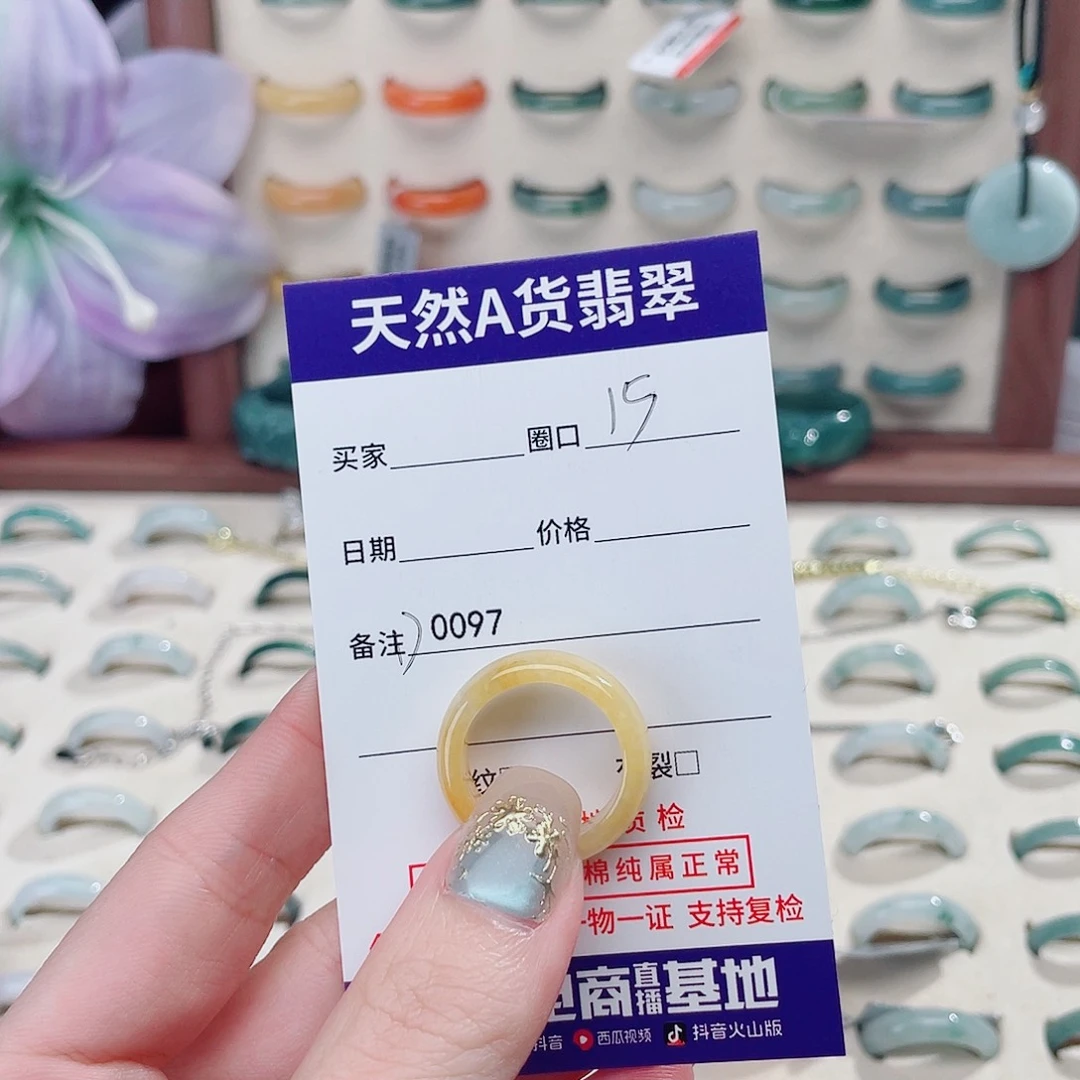 天然A货翡翠
买家 圈口 15
日期 价格
备注 0097
纹 裂□
质检
棉纯属正常
一物一证 支持复检
电商直播基地
抖音 西瓜视频 抖音火山版